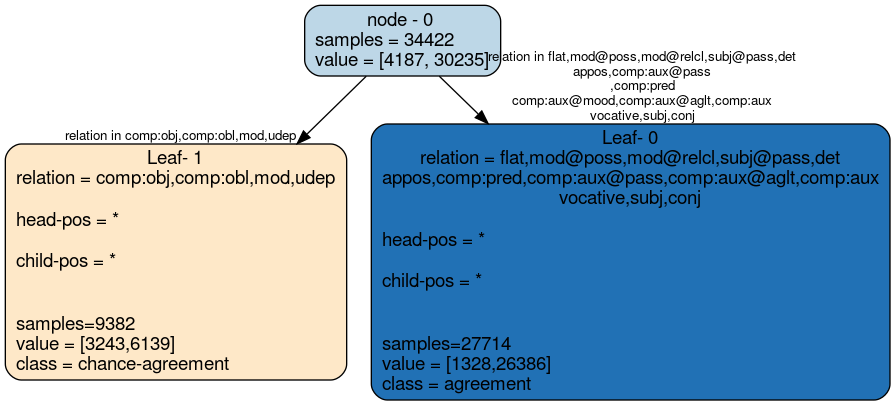 node - 0
samples = 34422
value = [4187, 30235]
relation in flat,mod@poss,mod@relcl,subj@pass,det
appos,comp:aux@pass
,comp:pred
comp:aux@mood,comp:aux@aglt,comp:aux
vocative,subj,conj
relation in comp:obj,comp:obl,mod,udep
Leaf- 1
relation = comp:obj,comp:obl,mod,udep
head-pos = *
child-pos = *
samples=9382
value = [3243,6139]
class = chance-agreement
Leaf- 0
relation = flat,mod@poss,mod@relcl,subj@pass,det
appos,comp:pred,comp:aux@pass,comp:aux@aglt,comp:aux
vocative,subj,conj
head-pos = *
child-pos = *
samples=27714
value = [1328,26386]
class = agreement